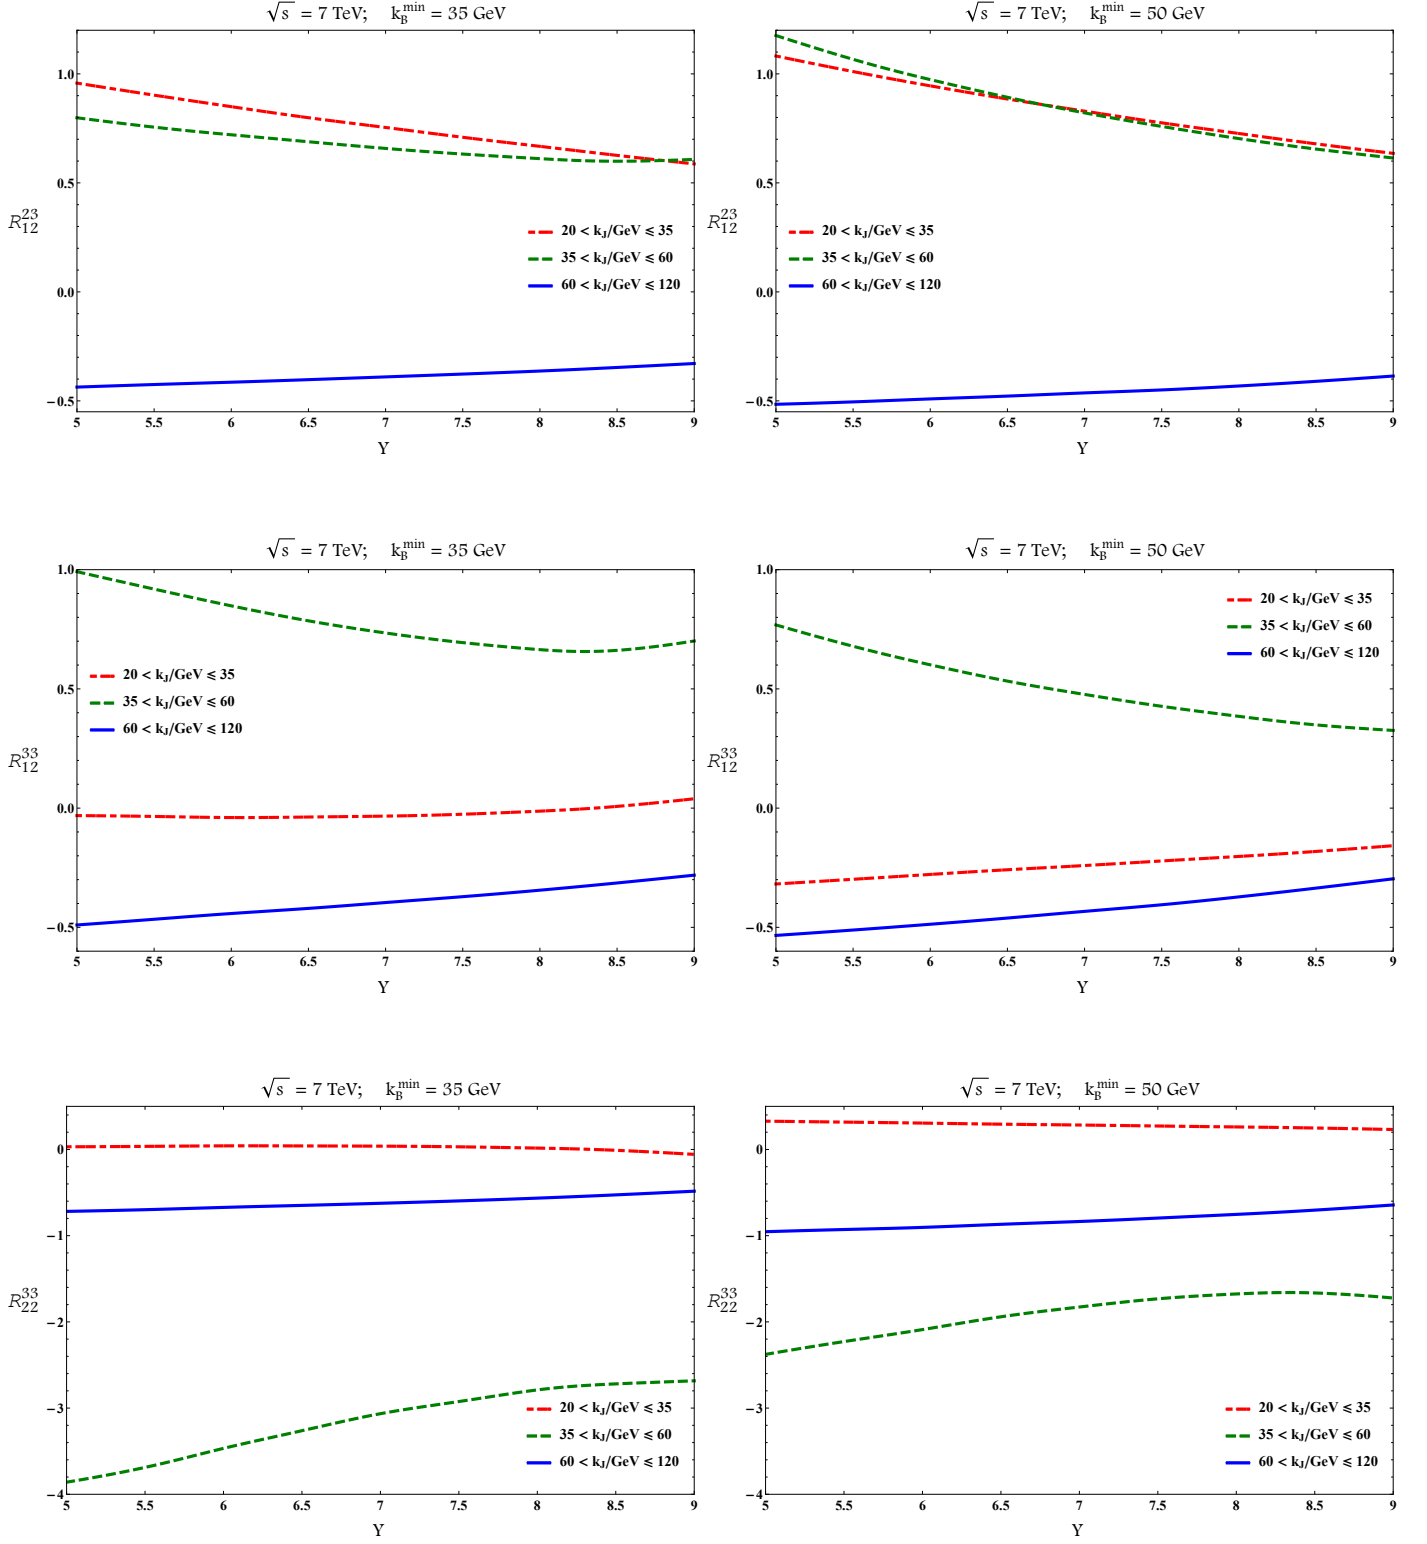 √s = 7 TeV; k_B^min = 35 GeV
1.0
0.5
0.0
−0.5
R_12^23
20 < k_J/GeV ⩽ 35
35 < k_J/GeV ⩽ 60
60 < k_J/GeV ⩽ 120
5 5.5 6 6.5 7 7.5 8 8.5 9
Y
√s = 7 TeV; k_B^min = 50 GeV
1.0
0.5
0.0
−0.5
R_12^23
20 < k_J/GeV ⩽ 35
35 < k_J/GeV ⩽ 60
60 < k_J/GeV ⩽ 120
5 5.5 6 6.5 7 7.5 8 8.5 9
Y
√s = 7 TeV; k_B^min = 35 GeV
1.0
0.5
0.0
−0.5
R_12^33
20 < k_J/GeV ⩽ 35
35 < k_J/GeV ⩽ 60
60 < k_J/GeV ⩽ 120
5 5.5 6 6.5 7 7.5 8 8.5 9
Y
√s = 7 TeV; k_B^min = 50 GeV
1.0
0.5
0.0
−0.5
R_12^33
20 < k_J/GeV ⩽ 35
35 < k_J/GeV ⩽ 60
60 < k_J/GeV ⩽ 120
5 5.5 6 6.5 7 7.5 8 8.5 9
Y
√s = 7 TeV; k_B^min = 35 GeV
0
−1
−2
−3
−4
R_22^33
20 < k_J/GeV ⩽ 35
35 < k_J/GeV ⩽ 60
60 < k_J/GeV ⩽ 120
5 5.5 6 6.5 7 7.5 8 8.5 9
Y
√s = 7 TeV; k_B^min = 50 GeV
0
−1
−2
−3
−4
R_22^33
20 < k_J/GeV ⩽ 35
35 < k_J/GeV ⩽ 60
60 < k_J/GeV ⩽ 120
5 5.5 6 6.5 7 7.5 8 8.5 9
Y